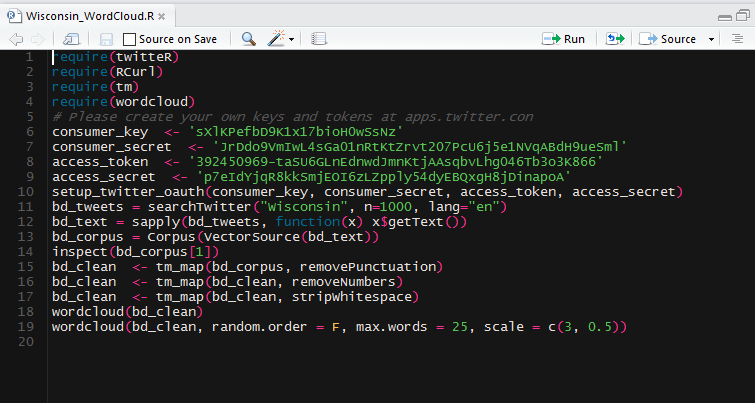 Wisconsin_WordCloud.R
Source on Save
Run
Source
1 require(twitteR)
2 require(RCurl)
3 require(tm)
4 require(wordcloud)
5 # Please create your own keys and tokens at apps.twitter.con
6 consumer_key <- 'sXlKPefbD9K1x17bioHOwSsNz'
7 consumer_secret <- 'JrDdo9VmIwL4sGaO1nRtKtZrvt2O7PcU6j5e1NVqABdH9ueSml'
8 access_token <- '392450969-taSU6GLnEdnwdJmnKtjAAsqbvLhg046Tb3o3K866'
9 access_secret <- 'p7eIdYjqR8kkSmjEOI6zLZpply54dyEBQxgH8jDinapoA'
10 setup_twitter_oauth(consumer_key, consumer_secret, access_token, access_secret)
11 bd_tweets = searchTwitter("Wisconsin", n=1000, lang="en")
12 bd_text = sapply(bd_tweets, function(x) x$getText())
13 bd_corpus = Corpus(VectorSource(bd_text))
14 inspect(bd_corpus[1])
15 bd_clean <- tm_map(bd_corpus, removePunctuation)
16 bd_clean <- tm_map(bd_clean, removeNumbers)
17 bd_clean <- tm_map(bd_clean, stripWhitespace)
18 wordcloud(bd_clean)
19 wordcloud(bd_clean, random.order = F, max.words = 25, scale = c(3, 0.5))
20